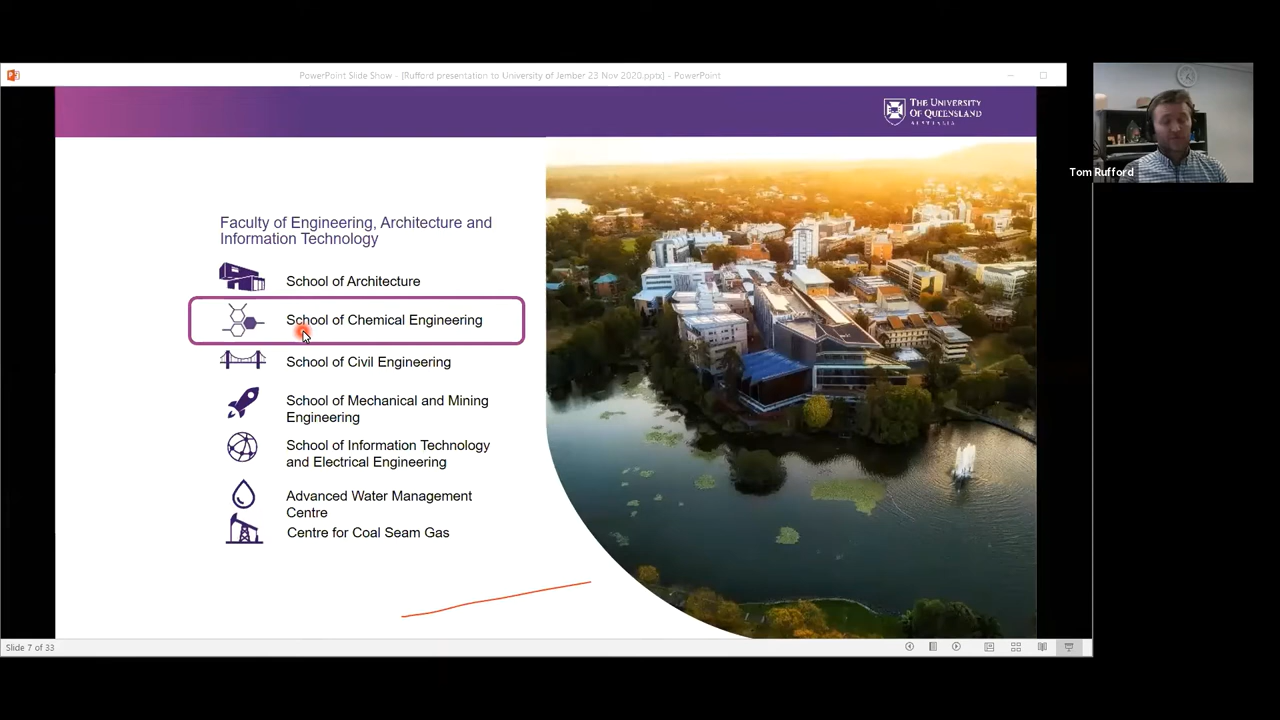 PowerPoint Slide Show - [Rufford presentation to University of Jember 23 Nov 2020.pptx] - PowerPoint
THE UNIVERSITY
OF QUEENSLAND
AUSTRALIA
Tom Rufford
Faculty of Engineering, Architecture and
Information Technology
School of Architecture
School of Chemical Engineering
School of Civil Engineering
School of Mechanical and Mining
Engineering
School of Information Technology
and Electrical Engineering
Advanced Water Management
Centre
Centre for Coal Seam Gas
Slide 7 of 33